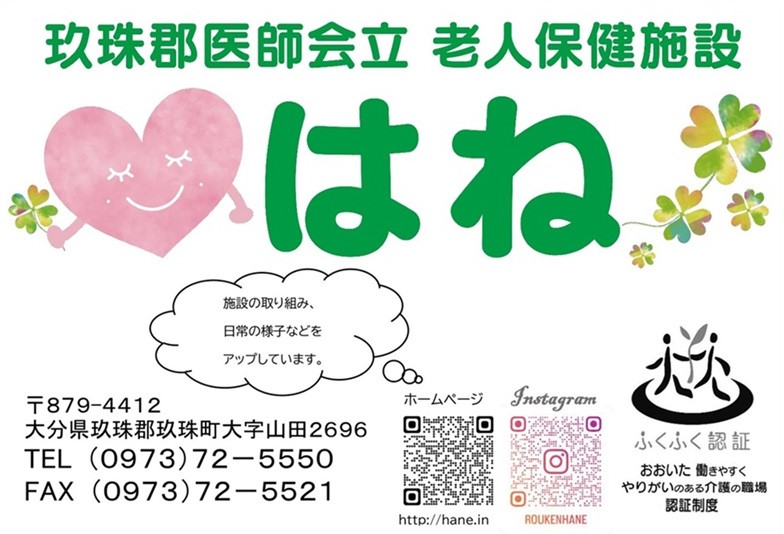 玖珠郡医師会立 老人保健施設
はね
施設の取り組み、
日常の様子などを
アップしています。
〒879-4412
大分県玖珠郡玖珠町大字山田2696
TEL (0973)72-5550
FAX (0973)72-5521
ホームページ
http://hane.in
Instagram
ROUKENHANE
ふくふく認証
おおいた 働きやすく
やりがいのある介護の職場
認証制度